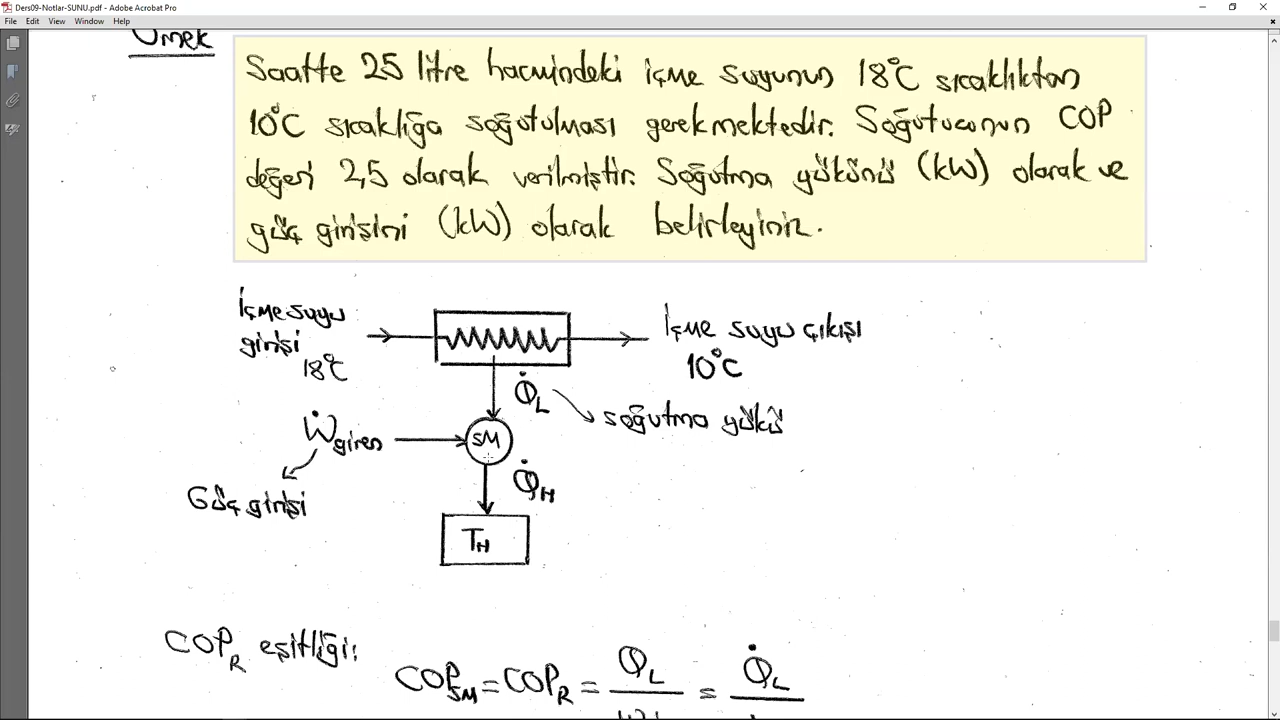 Ders09-Notlar-SUNU.pdf - Adobe Acrobat Pro
File Edit View Window Help
Örnek
Saatte 25 litre hacmindeki içme suyunun 18°C sıcaklıktan
10°C sıcaklığa soğutulması gerekmektedir. Soğutucunun COP
değeri 2,5 olarak verilmiştir. Soğutma yükünü (kW) olarak ve
güç girişini (kW) olarak belirleyiniz.
İçme suyu
girişi
18°C
İçme suyu çıkışı
10°C
Q̇L
soğutma yükü
Ẇgiren
SM
Q̇H
Güç girişi
TH
COPR eşitliği:
COPSM = COPR = QL = Q̇L